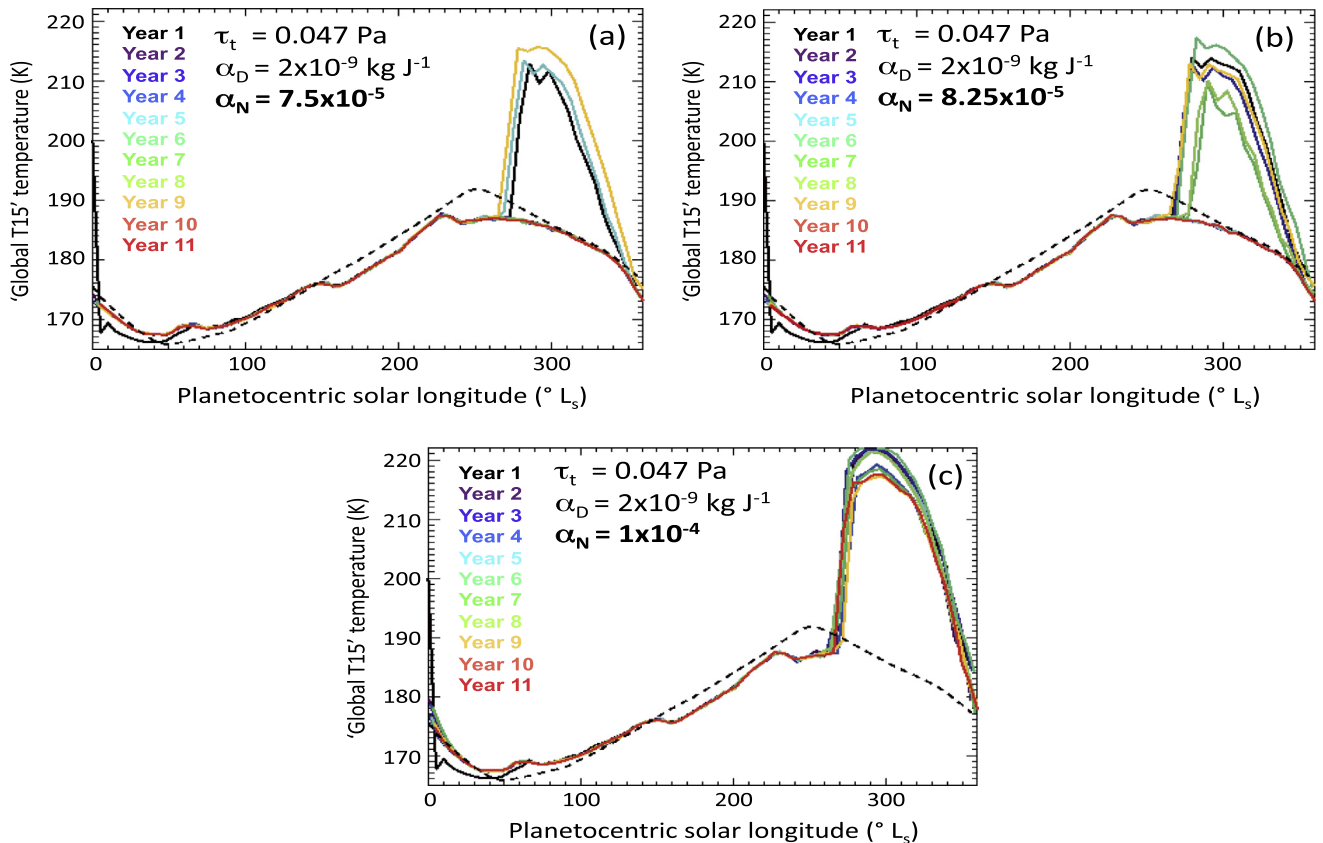 (a)
τt = 0.047 Pa
αD = 2x10-9 kg J-1
αN = 7.5x10-5
Year 1
Year 2
Year 3
Year 4
Year 5
Year 6
Year 7
Year 8
Year 9
Year 10
Year 11
220
210
200
190
180
170
'Global T15' temperature (K)
0
100
200
300
Planetocentric solar longitude (° Ls)
(b)
τt = 0.047 Pa
αD = 2x10-9 kg J-1
αN = 8.25x10-5
Year 1
Year 2
Year 3
Year 4
Year 5
Year 6
Year 7
Year 8
Year 9
Year 10
Year 11
220
210
200
190
180
170
'Global T15' temperature (K)
0
100
200
300
Planetocentric solar longitude (° Ls)
(c)
τt = 0.047 Pa
αD = 2x10-9 kg J-1
αN = 1x10-4
Year 1
Year 2
Year 3
Year 4
Year 5
Year 6
Year 7
Year 8
Year 9
Year 10
Year 11
220
210
200
190
180
170
'Global T15' temperature (K)
0
100
200
300
Planetocentric solar longitude (° Ls)